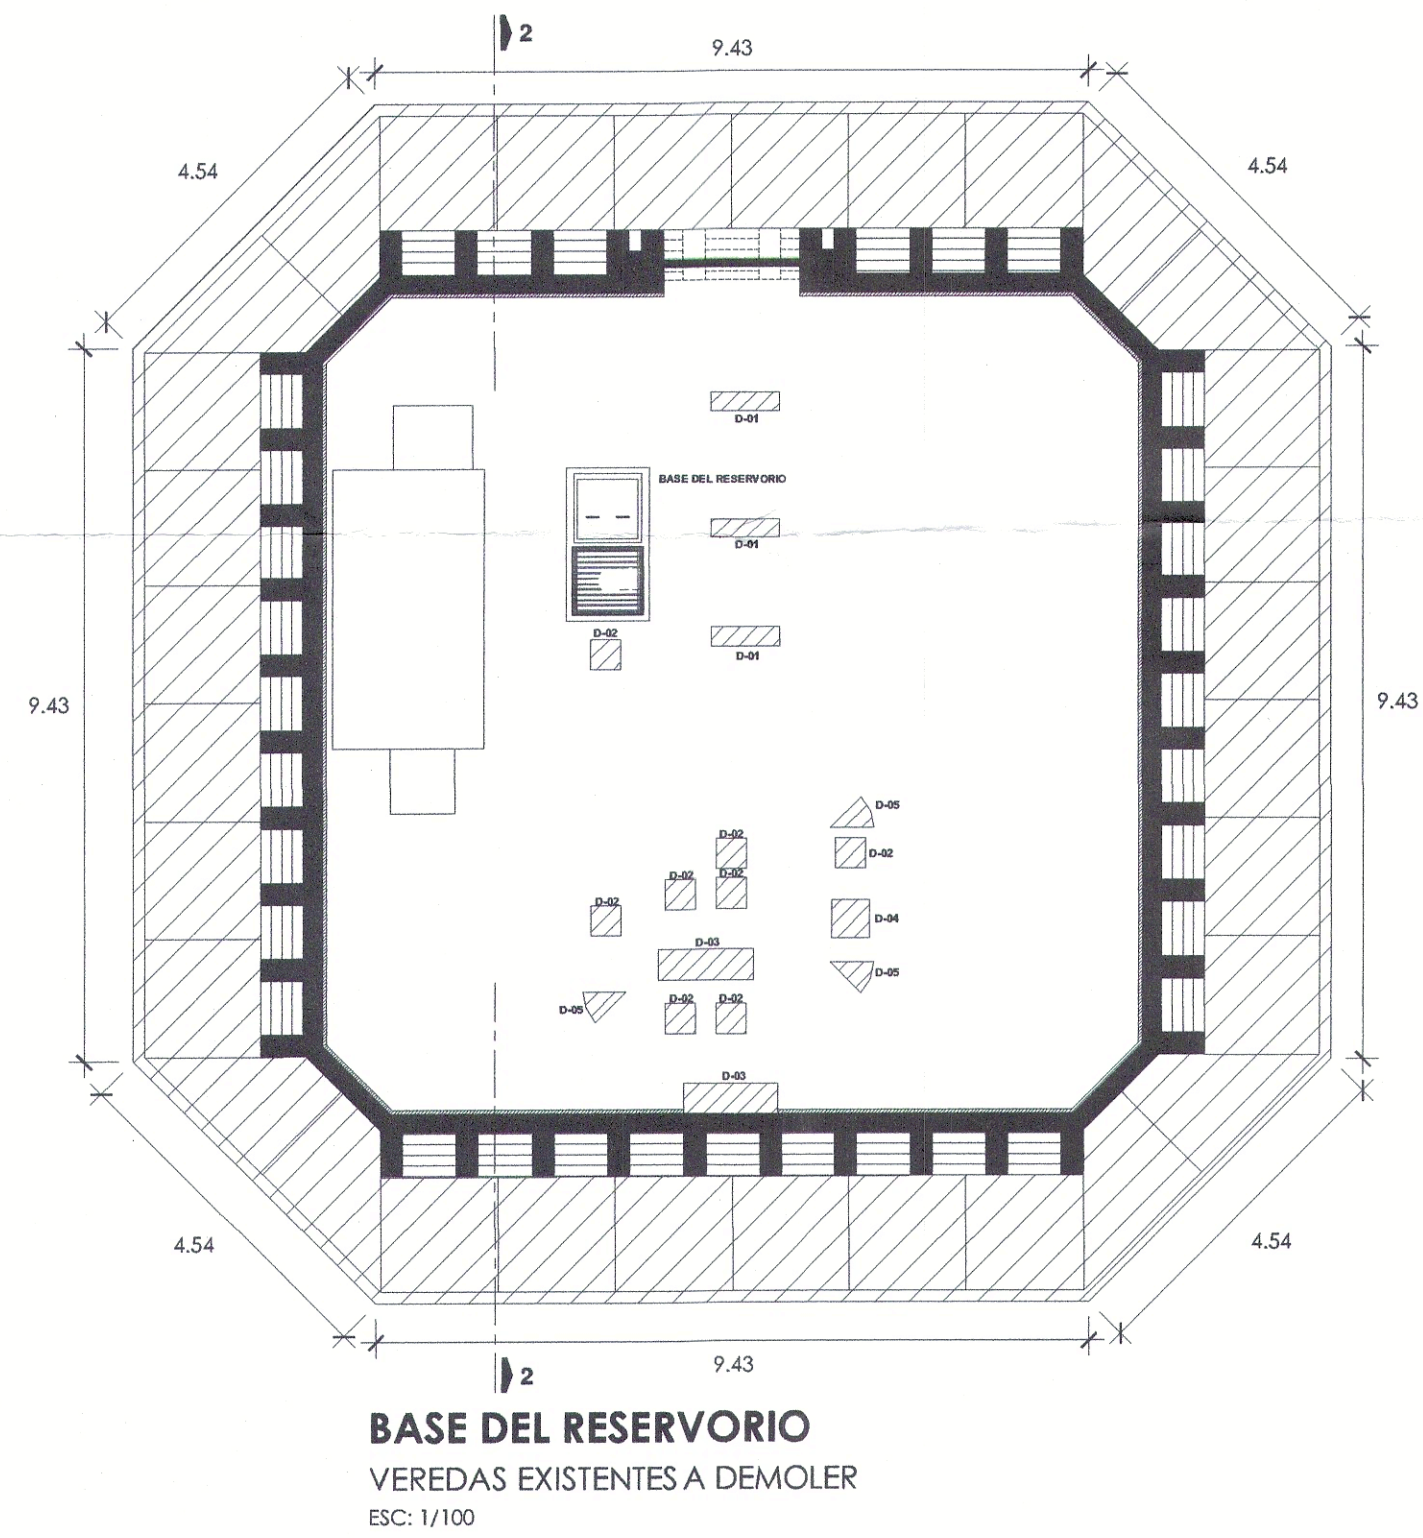 2
9.43
4.54
4.54
D-01
BASE DEL RESERVORIO
D-01
D-02
D-01
9.43
9.43
D-05
D-02
D-02
D-02
D-02
D-02
D-04
D-03
D-05
D-02
D-02
D-05
D-03
4.54
4.54
9.43
2
BASE DEL RESERVORIO
VEREDAS EXISTENTES A DEMOLER
ESC: 1/100